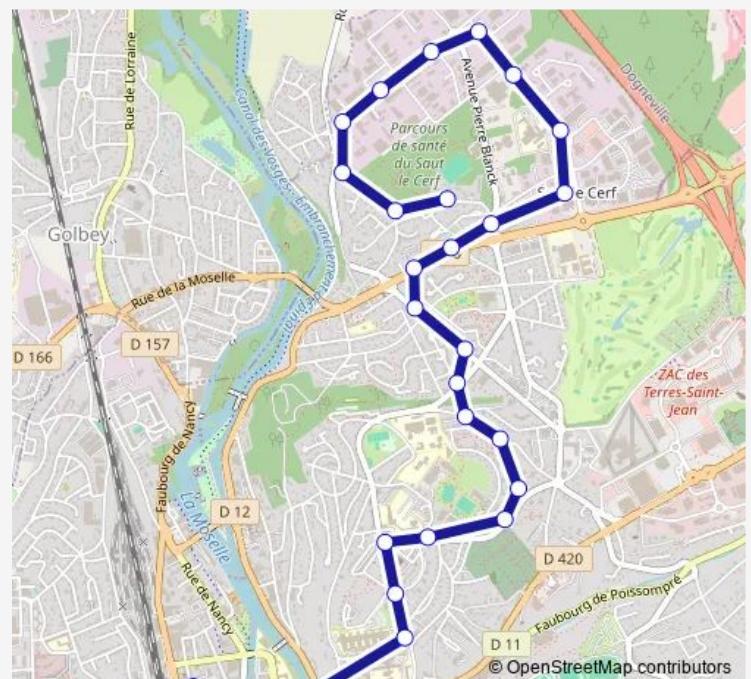 Rue de Lorraine
Canal des Vosges - Embranchement d'Épinal
Avenue Pierre Blanck
Dogneville
Parcours
de santé
du Saut
le Cerf
e Cerf
Golbey
Rue de la Moselle
D 166
D 157
ZAC des
Terres-Saint-
Jean
Faubourg de Nancy
La Moselle
D 12
Rue de Nancy
D 420
Faubourg de Poissompré
D 11
© OpenStreetMap contributors